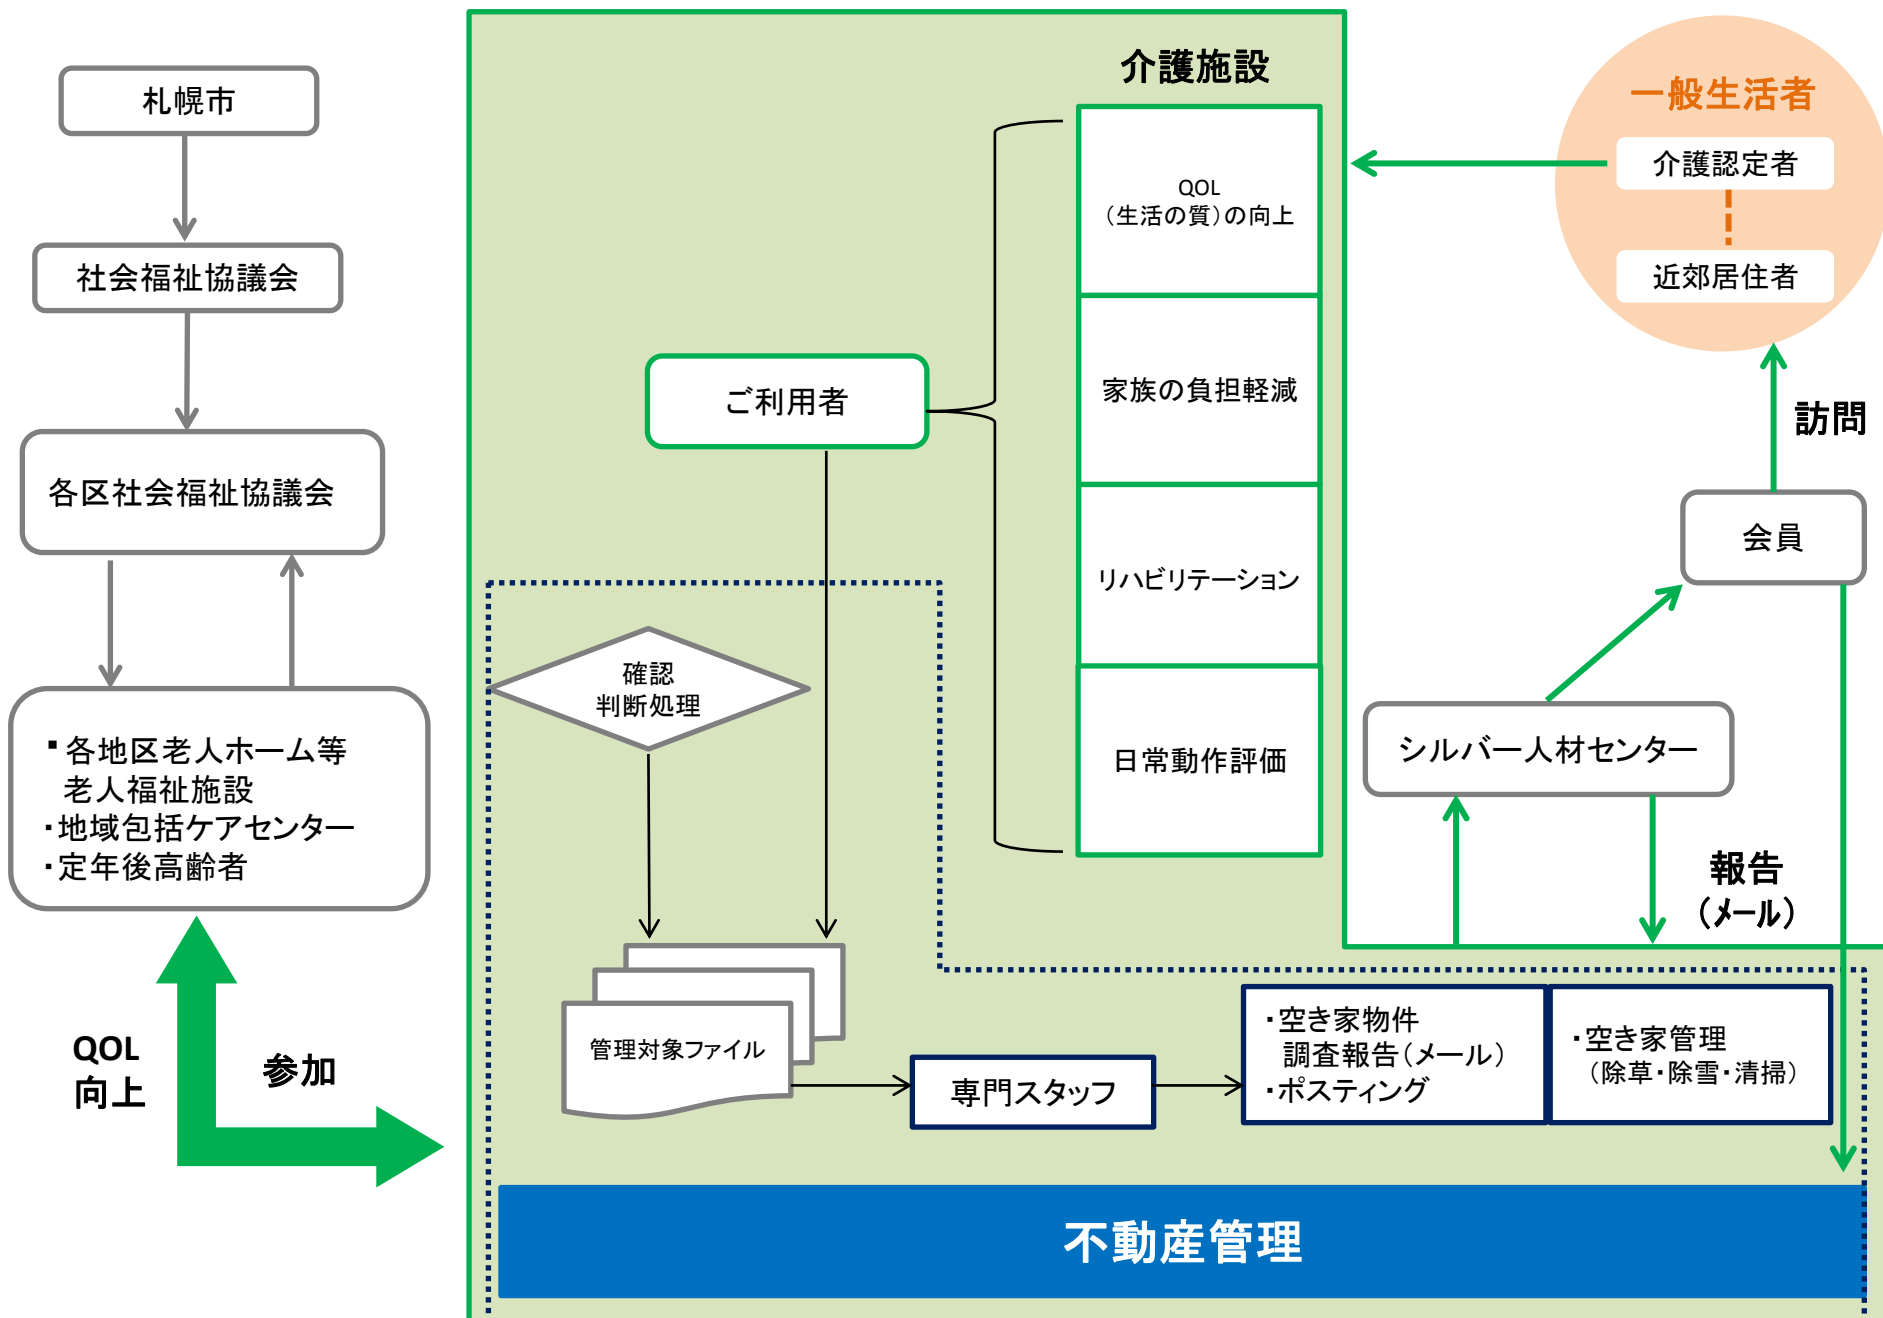 札幌市
社会福祉協議会
各区社会福祉協議会
▪各地区老人ホーム等
老人福祉施設
・地域包括ケアセンター
・定年後高齢者
QOL
向上
参加
介護施設
QOL
（生活の質）の向上
家族の負担軽減
リハビリテーション
日常動作評価
ご利用者
確認
判断処理
管理対象ファイル
専門スタッフ
・空き家物件
調査報告（メール）
・ポスティング
・空き家管理
（除草・除雪・清掃）
不動産管理
一般生活者
介護認定者
近郊居住者
訪問
会員
シルバー人材センター
報告
（メール）